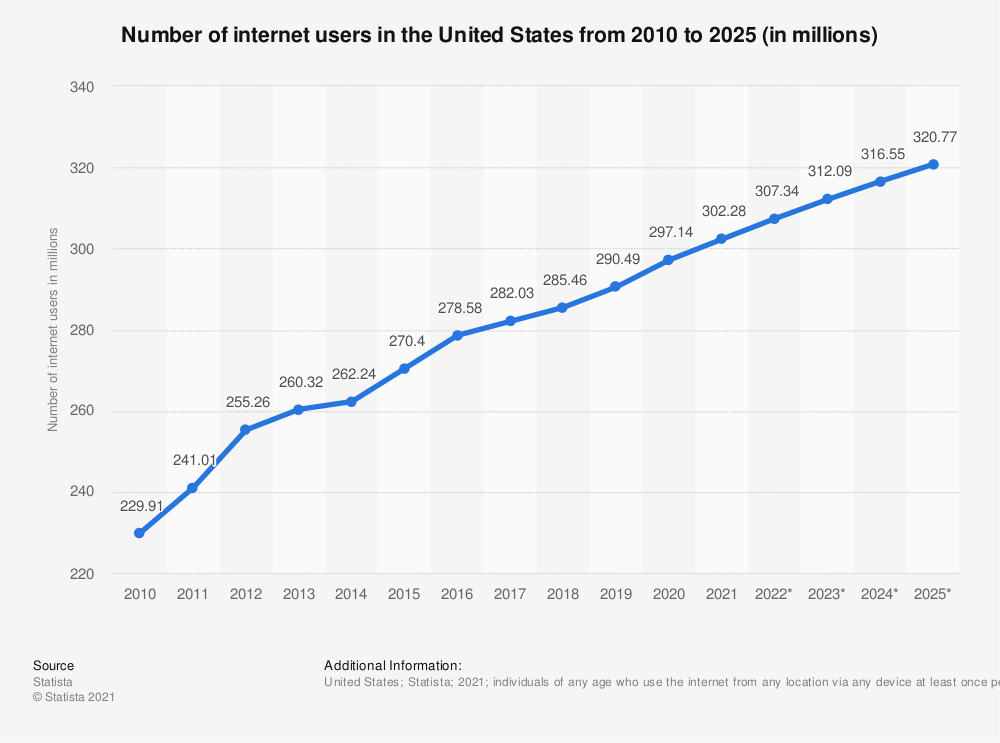 Number of internet users in the United States from 2010 to 2025 (in millions)
Number of internet users in millions
340
320
300
280
260
240
220
229.91
241.01
255.26
260.32
262.24
270.4
278.58
282.03
285.46
290.49
297.14
302.28
307.34
312.09
316.55
320.77
2010 2011 2012 2013 2014 2015 2016 2017 2018 2019 2020 2021 2022* 2023* 2024* 2025*
Source
Statista
© Statista 2021
Additional Information:
United States; Statista; 2021; individuals of any age who use the internet from any location via any device at least once